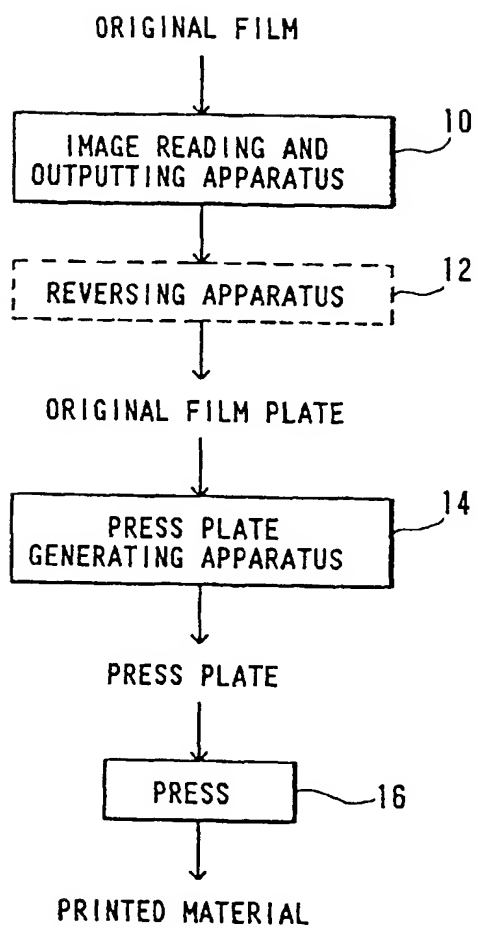 ORIGINAL FILM
10
IMAGE READING AND
OUTPUTTING APPARATUS
12
REVERSING APPARATUS
ORIGINAL FILM PLATE
14
PRESS PLATE
GENERATING APPARATUS
PRESS PLATE
PRESS
16
PRINTED MATERIAL